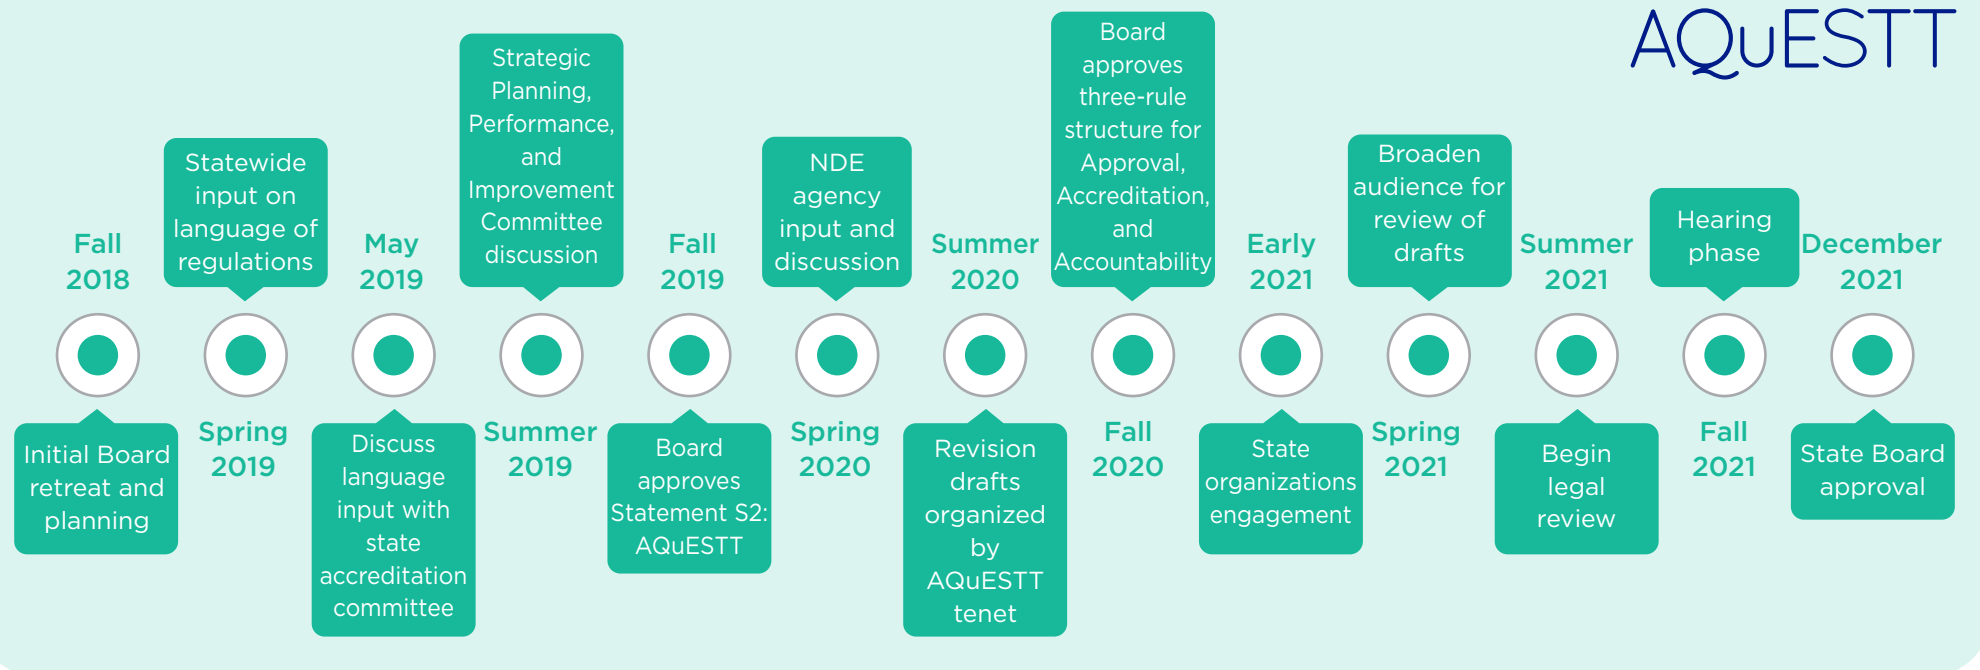 AQuESTT
Fall
2018
Initial Board
retreat and
planning
Statewide
input on
language of
regulations
Spring
2019
May
2019
Discuss
language
input with
state
accreditation
committee
Strategic
Planning,
Performance,
and
Improvement
Committee
discussion
Summer
2019
Fall
2019
Board
approves
Statement S2:
AQuESTT
NDE
agency
input and
discussion
Spring
2020
Summer
2020
Revision
drafts
organized
by
AQuESTT
tenet
Board
approves
three-rule
structure for
Approval,
Accreditation,
and
Accountability
Fall
2020
Early
2021
State
organizations
engagement
Broaden
audience for
review of
drafts
Spring
2021
Summer
2021
Begin
legal
review
Hearing
phase
Fall
2021
December
2021
State Board
approval